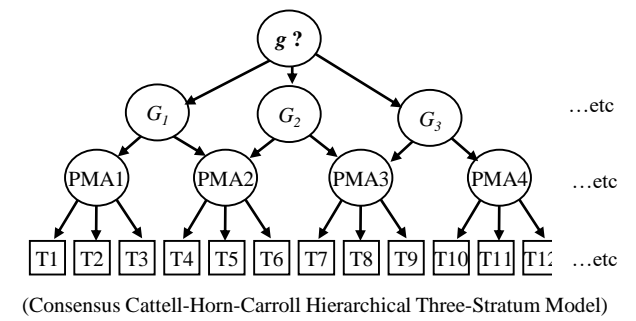 g ?
G1 G2 G3 …etc
PMA1 PMA2 PMA3 PMA4 …etc
T1 T2 T3 T4 T5 T6 T7 T8 T9 T10 T11 T12 …etc
(Consensus Cattell-Horn-Carroll Hierarchical Three-Stratum Model)